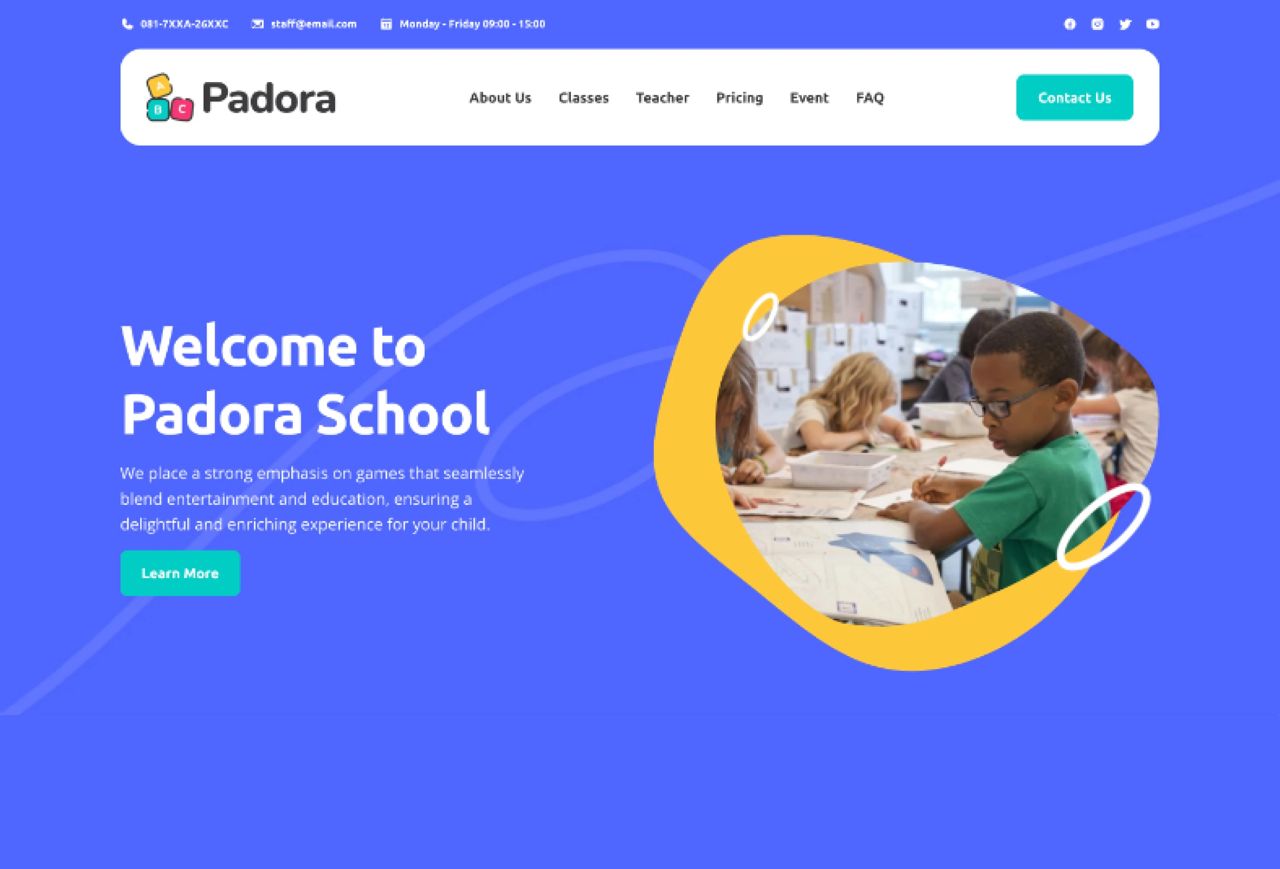 081-7XXA-26XXC staff@email.com Monday - Friday 09:00 - 15:00
A
B C
Padora
About Us Classes Teacher Pricing Event FAQ
Contact Us
Welcome to
Padora School
We place a strong emphasis on games that seamlessly
blend entertainment and education, ensuring a
delightful and enriching experience for your child.
Learn More